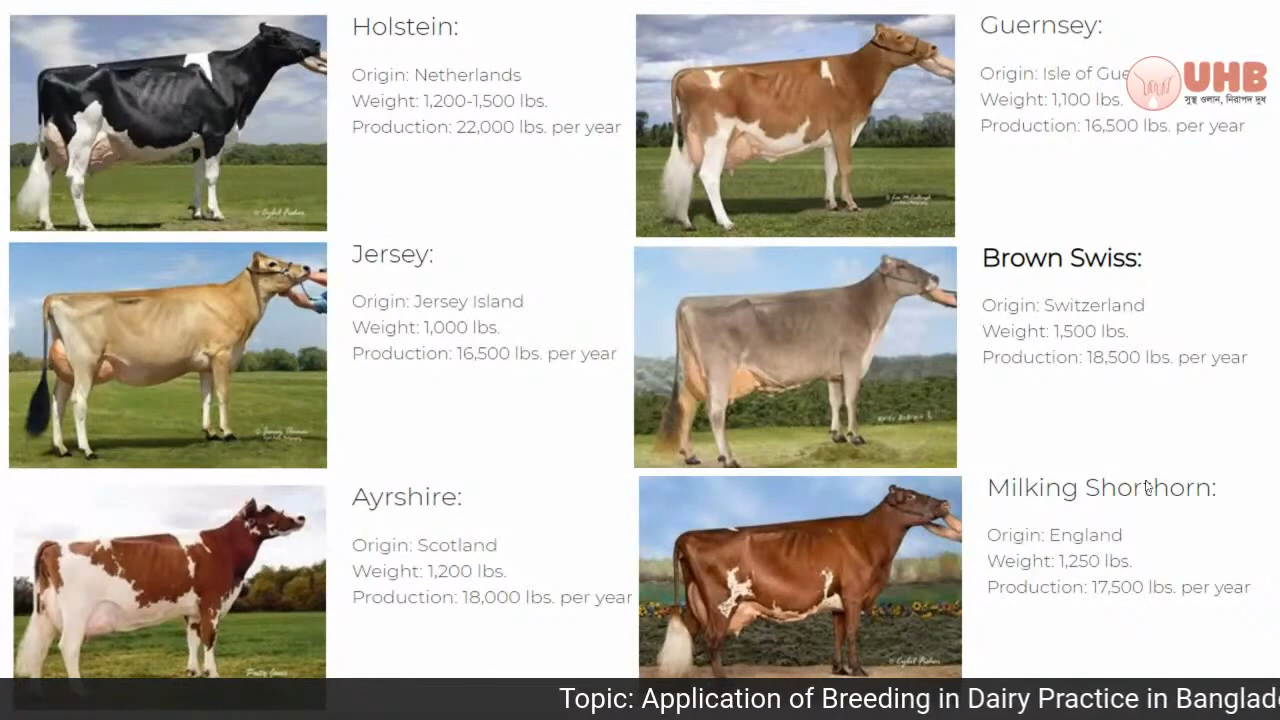 Holstein:
Origin: Netherlands
Weight: 1,200-1,500 lbs.
Production: 22,000 lbs. per year
Guernsey:
Origin: Isle of Gue
Weight: 1,100 lbs.
Production: 16,500 lbs. per year
UHB
সুস্থ ওলান, নিরাপদ দুধ
Jersey:
Origin: Jersey Island
Weight: 1,000 lbs.
Production: 16,500 lbs. per year
Brown Swiss:
Origin: Switzerland
Weight: 1,500 lbs.
Production: 18,500 lbs. per year
Ayrshire:
Origin: Scotland
Weight: 1,200 lbs.
Production: 18,000 lbs. per year
Milking Shorthorn:
Origin: England
Weight: 1,250 lbs.
Production: 17,500 lbs. per year
Topic: Application of Breeding in Dairy Practice in Banglad